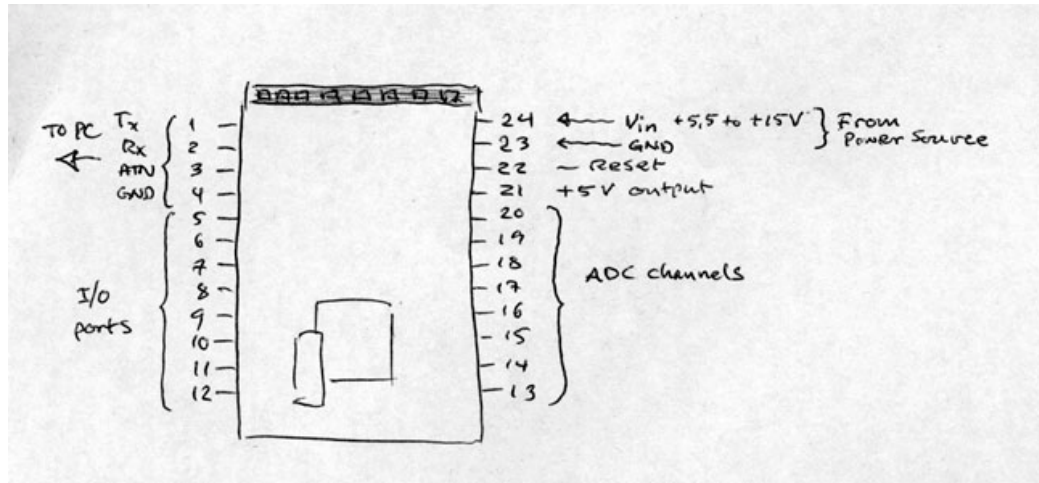 TO PC
Tx 1
Rx 2
ATN 3
GND 4
5
6
7
8
9
10
11
12
I/O
ports
24 Vin +5,5 to +15V
23 GND
From
Power Source
22 - Reset
21 +5V output
20
19
18
17
16
15
14
13
ADC channels